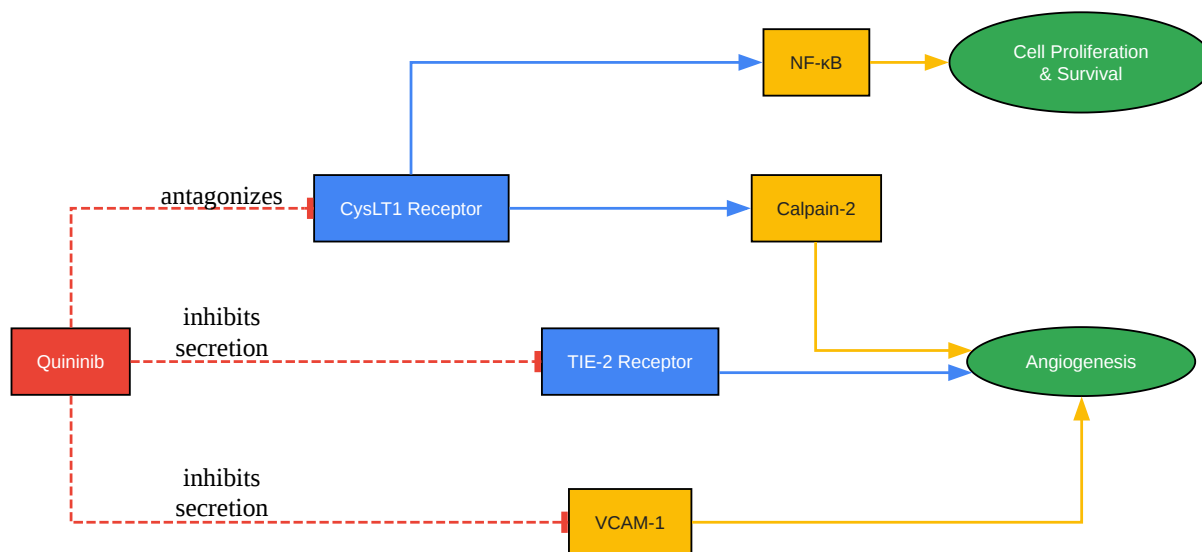 NF-κB
Cell Proliferation
& Survival
antagonizes
CysLT1 Receptor
Calpain-2
inhibits
secretion
Quininib
TIE-2 Receptor
Angiogenesis
inhibits
secretion
VCAM-1